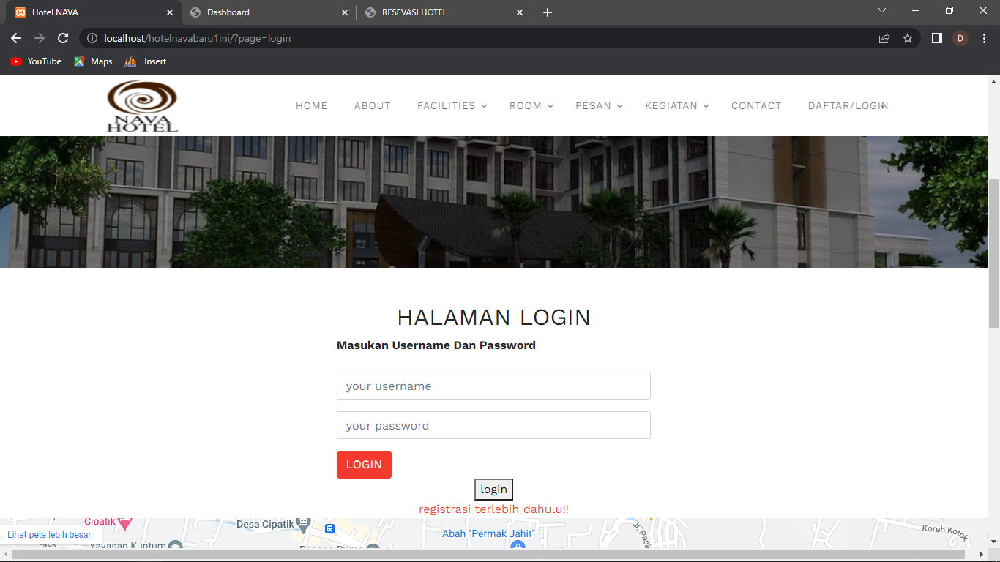 Hotel NAVA
Dashboard
RESEVASI HOTEL
localhost/hotelnavabaru1ini/?page=login
D
YouTube
Maps
Insert
NAVA
HOTEL
HOME
ABOUT
FACILITIES
ROOM
PESAN
KEGIATAN
CONTACT
DAFTAR/LOGIN
HALAMAN LOGIN
Masukan Username Dan Password
your username
your password
LOGIN
login
registrasi terlebih dahulu!!
Cipatik
Desa Cipatik
Abah "Permak Jahit"
Jl. Pasi
Koreh Kotok
Lihat peta lebih besar
Yayasan Kuntum